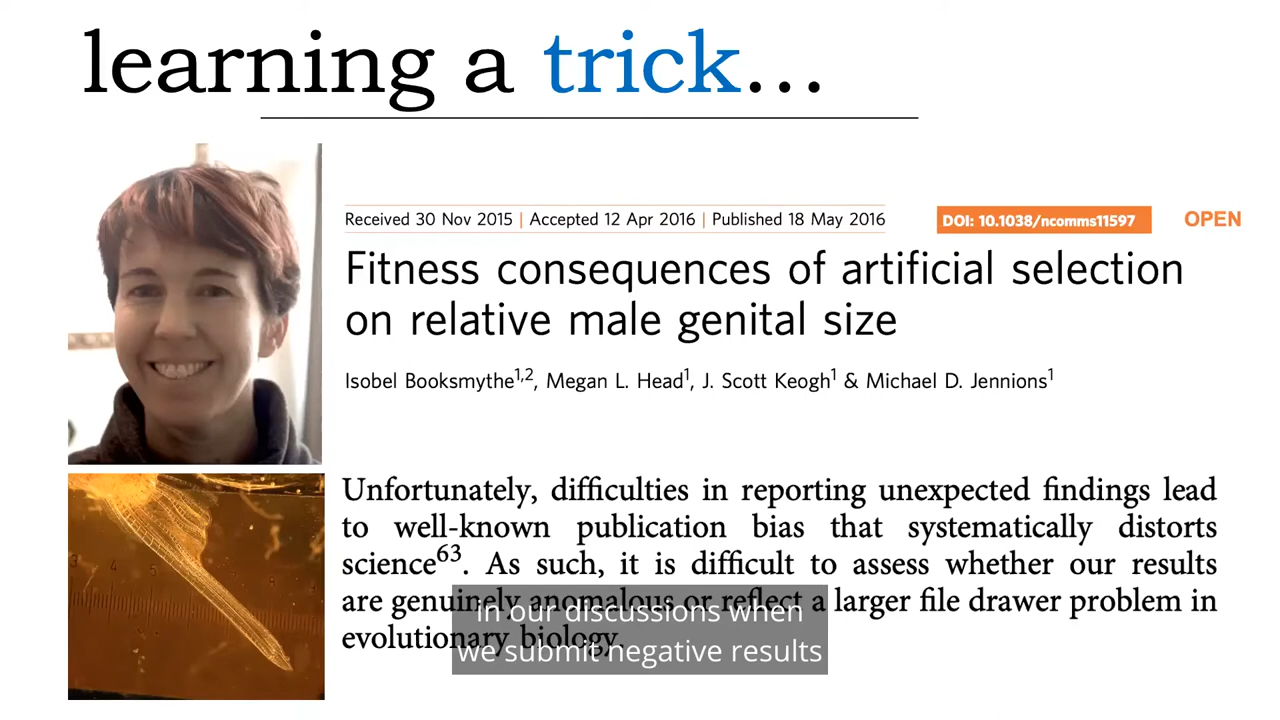 learning a trick...
Received 30 Nov 2015 | Accepted 12 Apr 2016 | Published 18 May 2016
DOI: 10.1038/ncomms11597
OPEN
Fitness consequences of artificial selection
on relative male genital size
Isobel Booksmythe1,2, Megan L. Head1, J. Scott Keogh1 & Michael D. Jennions1
Unfortunately, difficulties in reporting unexpected findings lead
to well-known publication bias that systematically distorts
science63. As such, it is difficult to assess whether our results
are genuinely anomalous or reflect a larger file drawer problem in
evolutionary biology.
in our discussions when
we submit negative results